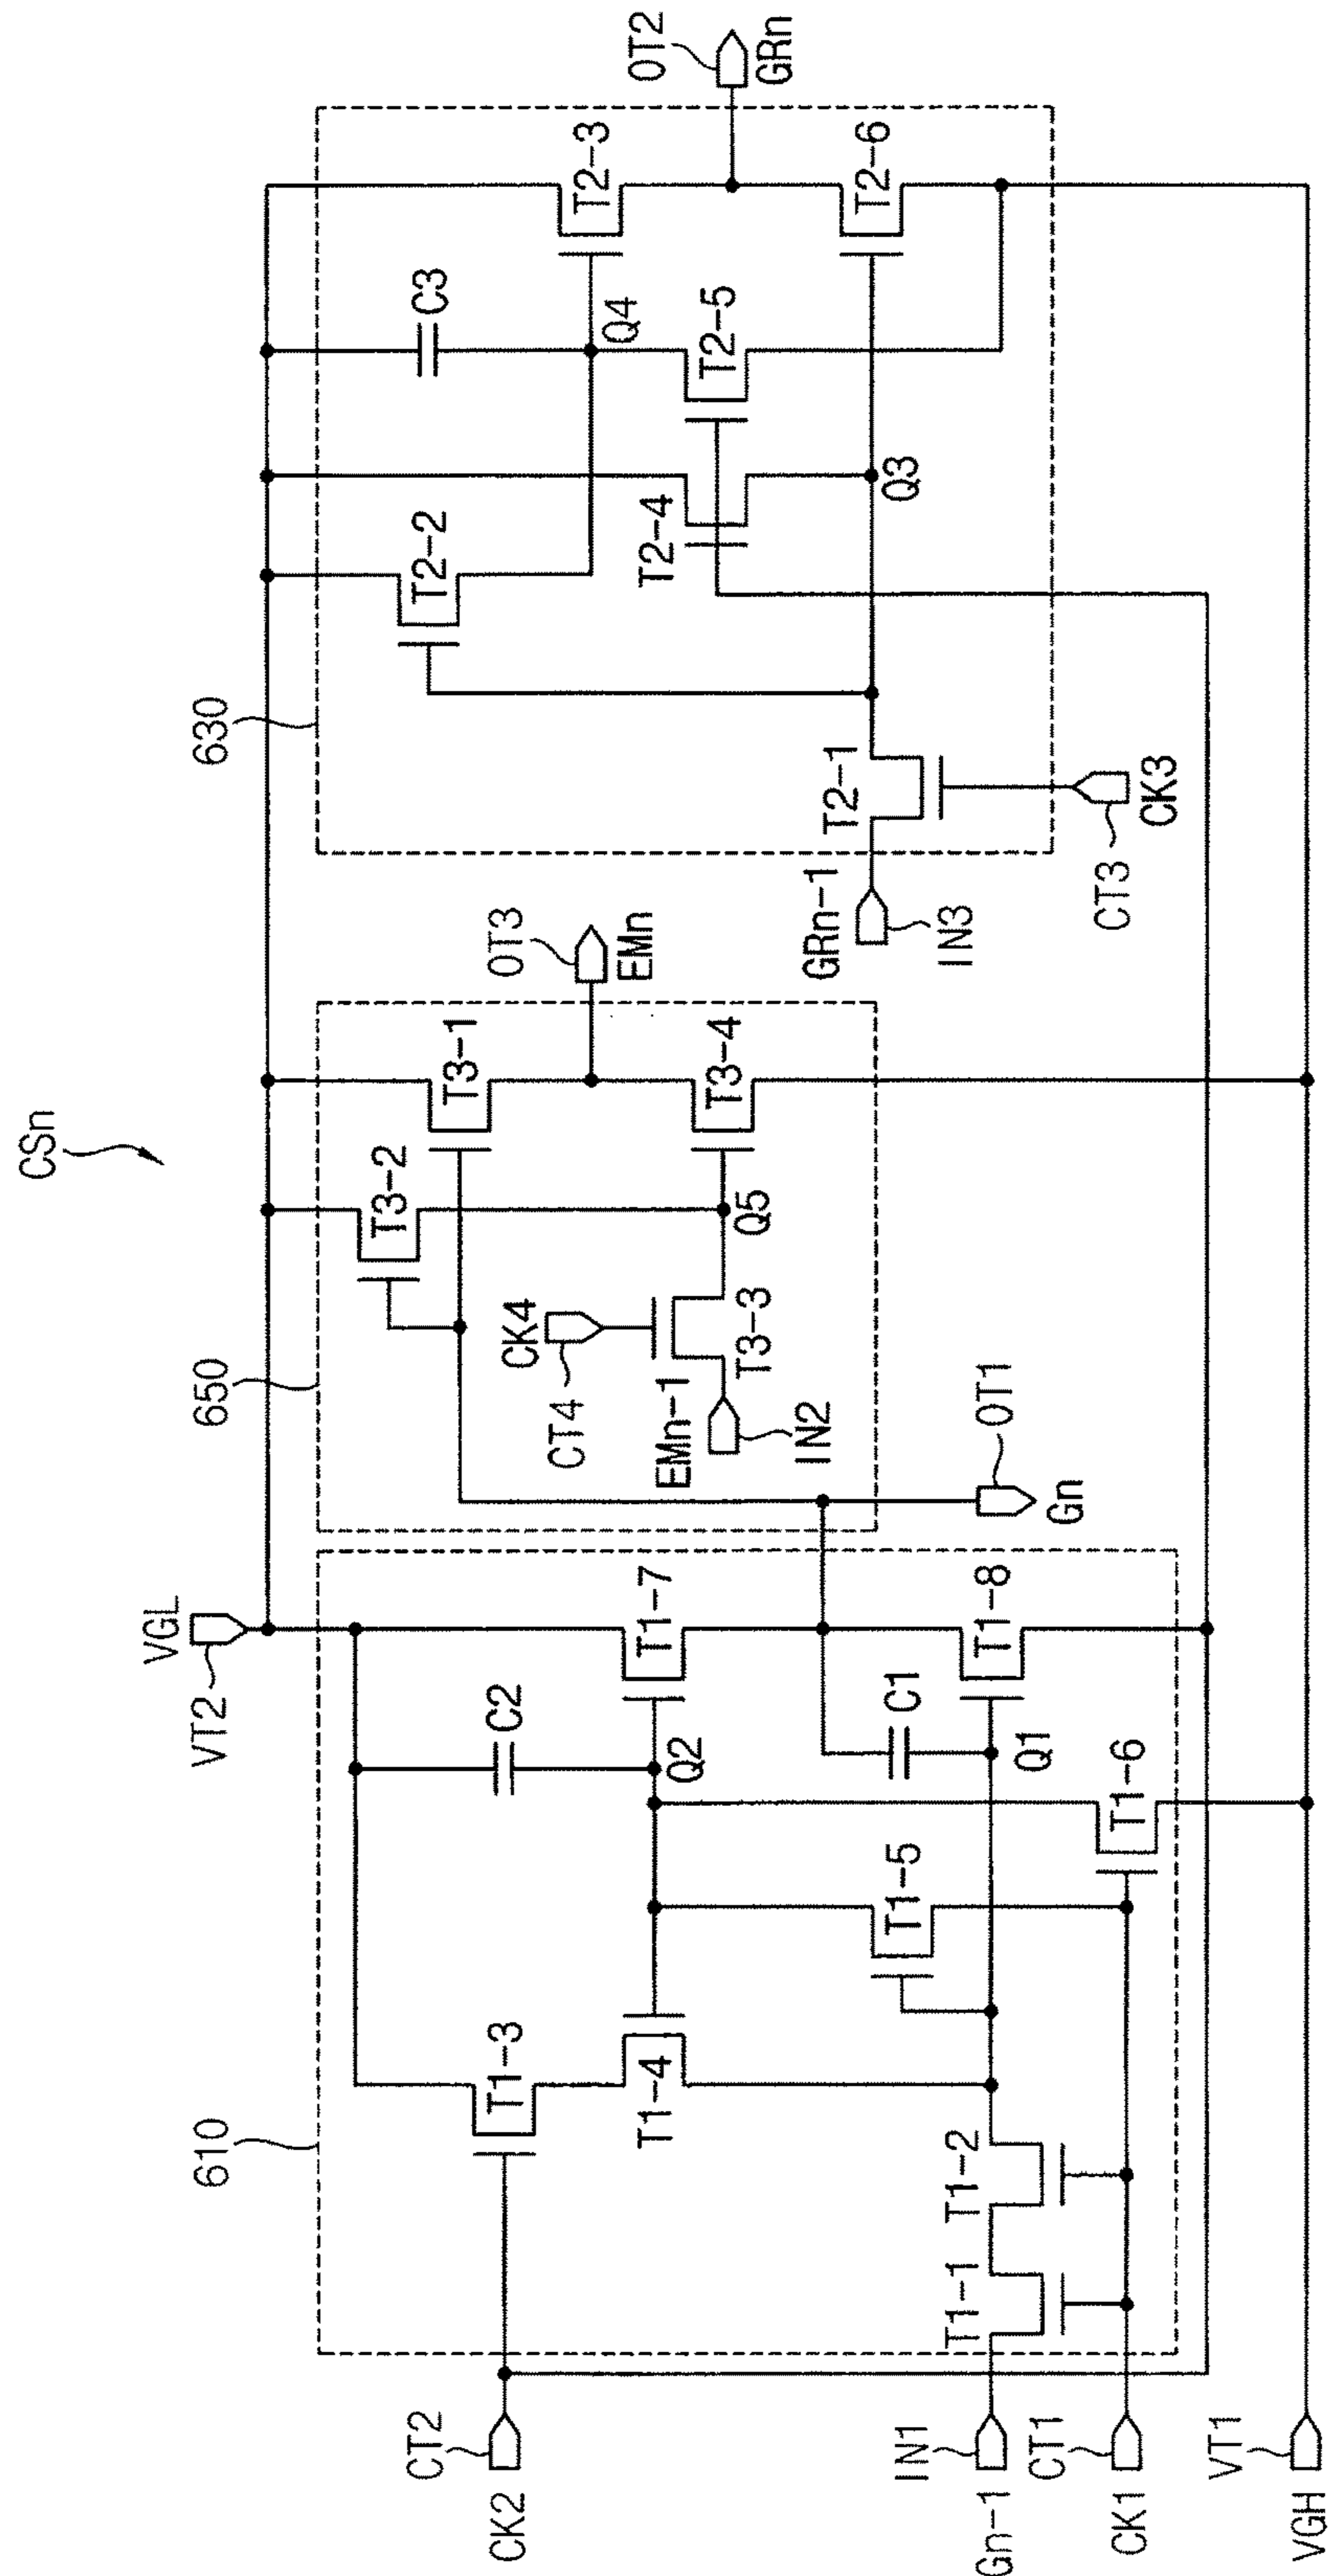 CSn
610
650
630
VGL
VT2
CT2
CK2
T1-3
T1-4
C2
Q2
T1-7
T1-5
C1
T1-8
Q1
T1-6
T1-1
T1-2
IN1
Gn-1
CT1
CK1
VT1
VGH
T3-2
T3-1
OT3
EMn
T3-4
Q5
CK4
CT4
T3-3
EMn-1
IN2
OT1
Gn
T2-2
C3
Q4
T2-3
OT2
GRn
T2-4
T2-5
T2-6
Q3
T2-1
GRn-1
IN3
CT3
CK3